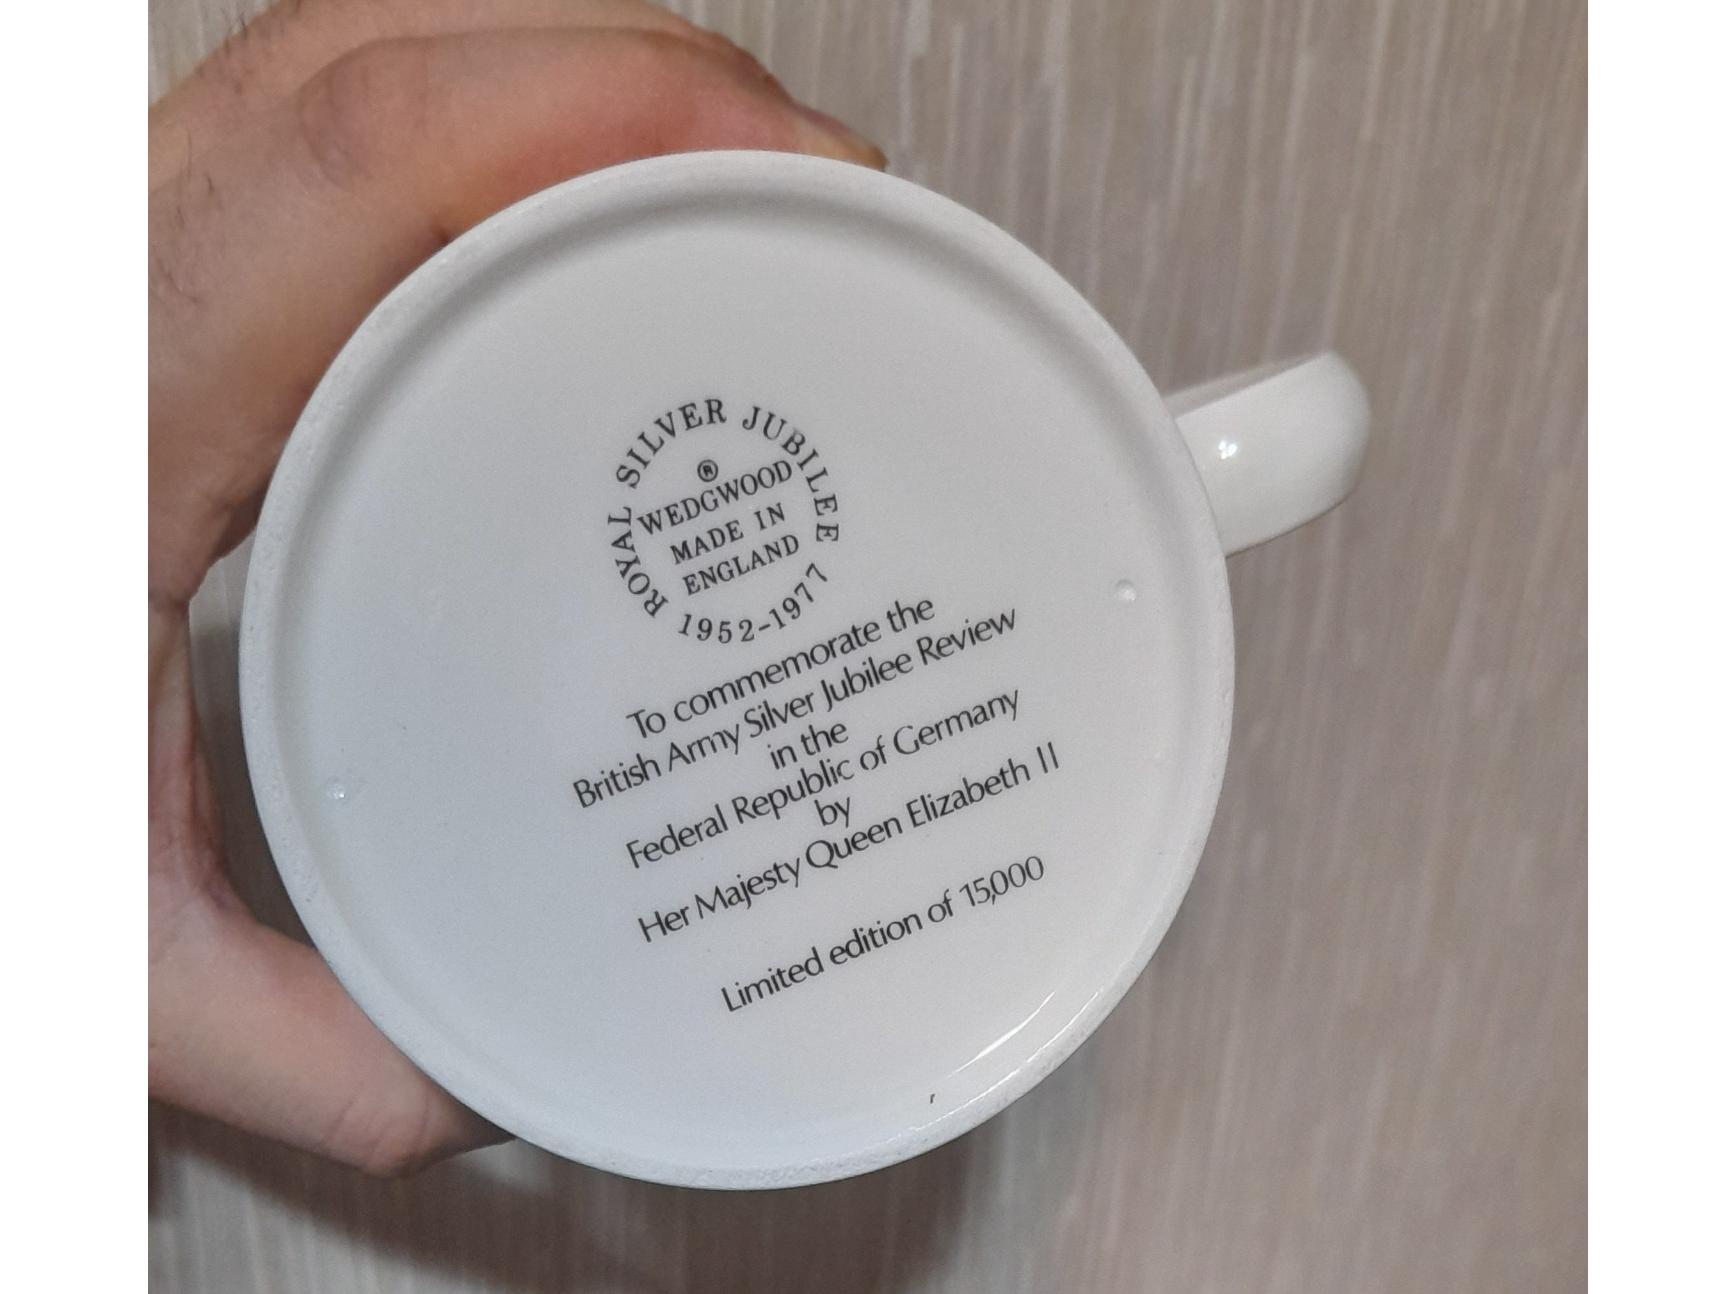 ROYAL SILVER JUBILEE
®
WEDGWOOD
MADE IN
ENGLAND
1952-1977
To commemorate the
British Army Silver Jubilee Review
in the
Federal Republic of Germany
by
Her Majesty Queen Elizabeth II
Limited edition of 15,000